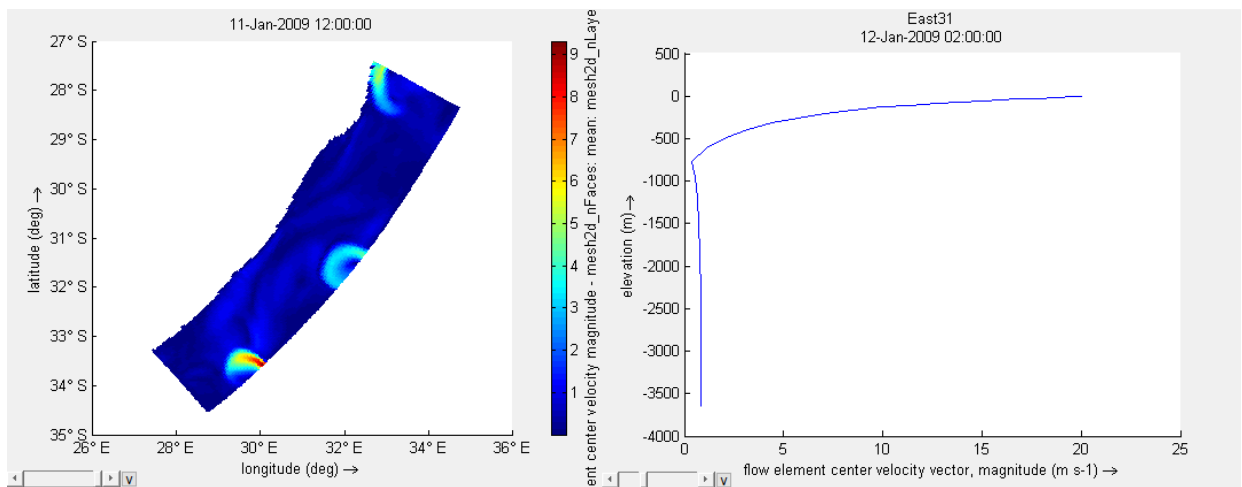 11-Jan-2009 12:00:00
27° S
28° S
29° S
30° S
31° S
32° S
33° S
34° S
35° S
latitude (deg) →
26° E
28° E
30° E
32° E
34° E
36° E
longitude (deg) →
9
8
7
6
5
4
3
2
1
ent center velocity magnitude - mesh2d_nFaces: mean: mesh2d_nLaye
v
East31
12-Jan-2009 02:00:00
500
0
-500
-1000
-1500
-2000
-2500
-3000
-3500
-4000
elevation (m) →
0
5
10
15
20
25
flow element center velocity vector, magnitude (m s-1) →
v